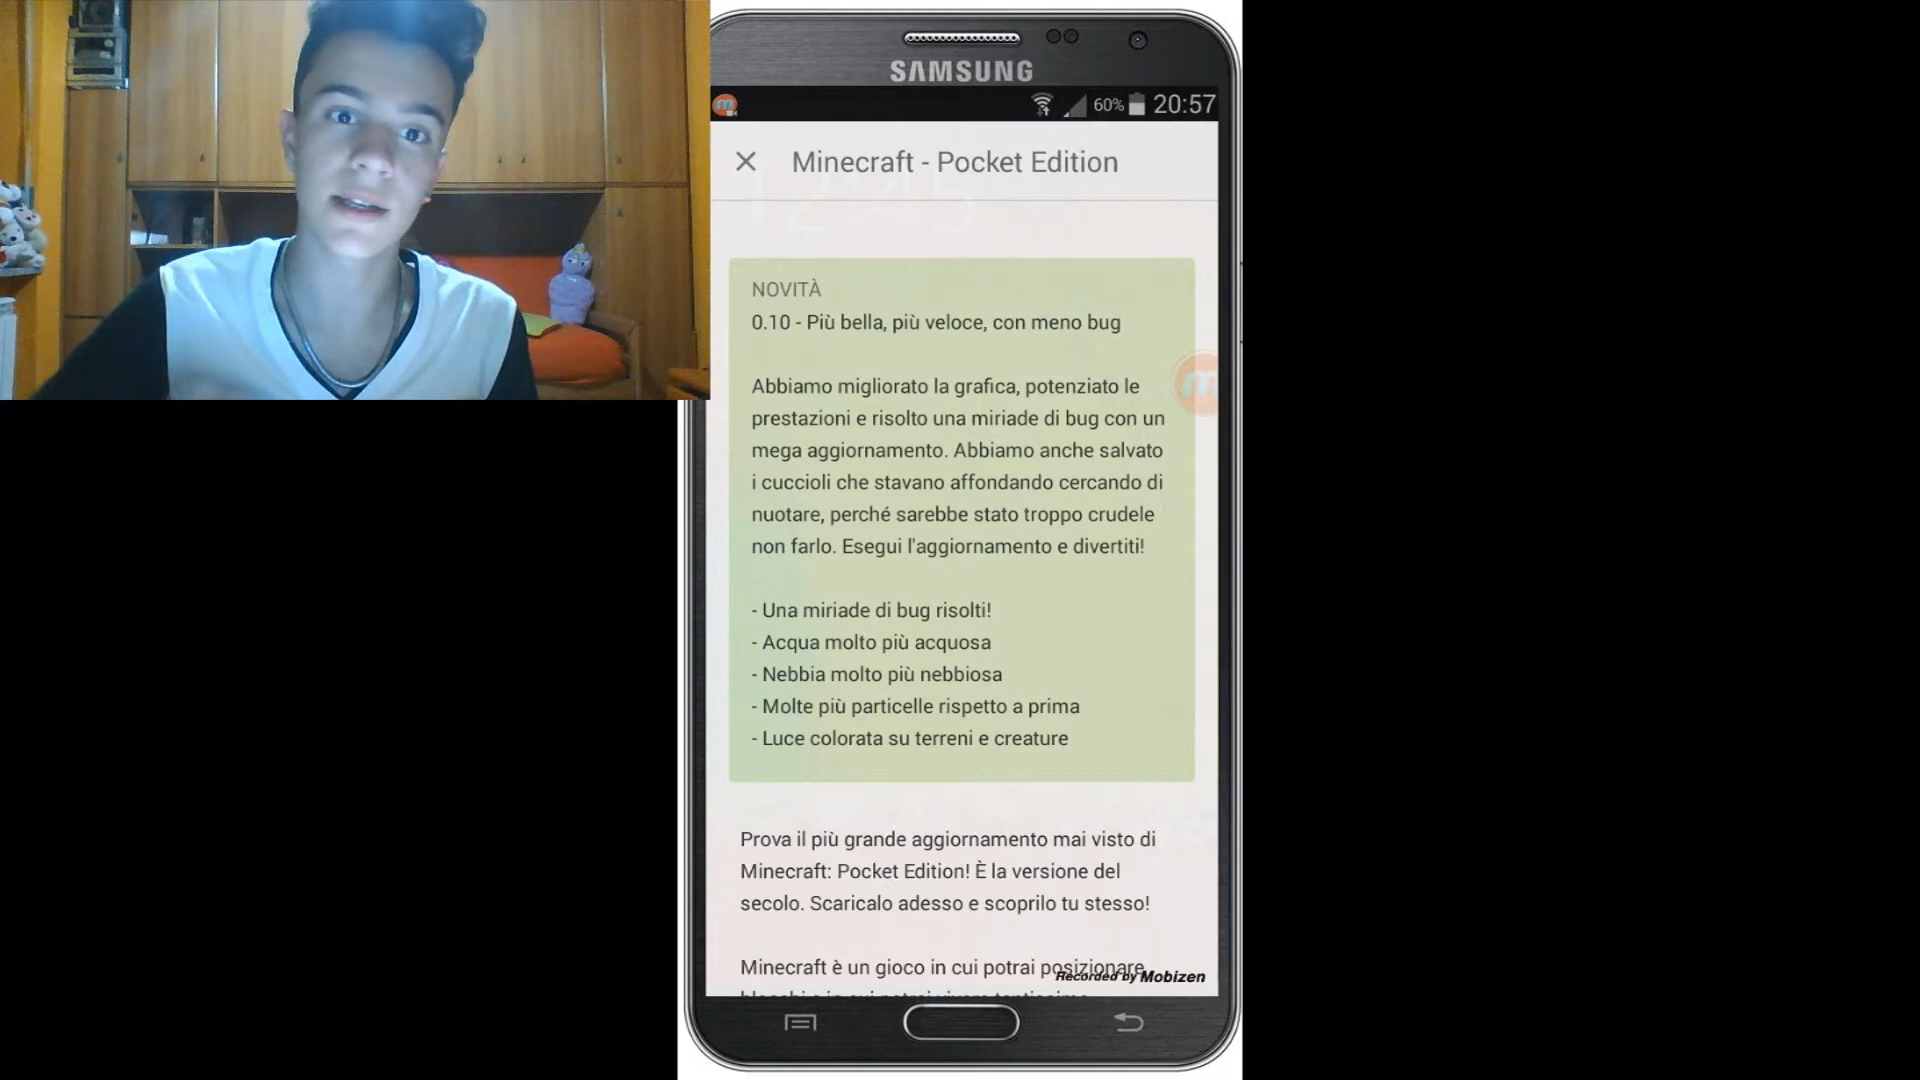 SAMSUNG
60% 20:57
Minecraft - Pocket Edition
NOVITÀ
0.10 - Più bella, più veloce, con meno bug
Abbiamo migliorato la grafica, potenziato le
prestazioni e risolto una miriade di bug con un
mega aggiornamento. Abbiamo anche salvato
i cuccioli che stavano affondando cercando di
nuotare, perché sarebbe stato troppo crudele
non farlo. Esegui l'aggiornamento e divertiti!
- Una miriade di bug risolti!
- Acqua molto più acquosa
- Nebbia molto più nebbiosa
- Molte più particelle rispetto a prima
- Luce colorata su terreni e creature
Prova il più grande aggiornamento mai visto di
Minecraft: Pocket Edition! È la versione del
secolo. Scaricalo adesso e scoprilo tu stesso!
Minecraft è un gioco in cui potrai posizionare
Recorded by Mobizen